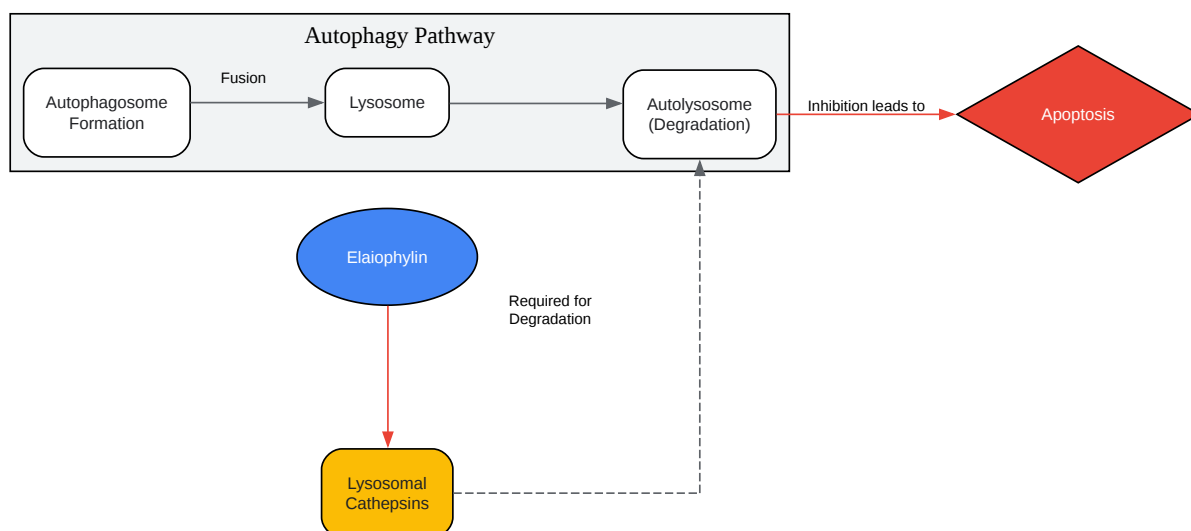 Autophagy Pathway
Autophagosome
Formation
Fusion
Lysosome
Autolysosome
(Degradation)
Inhibition leads to
Apoptosis
Elaiophylin
Required for
Degradation
Lysosomal
Cathepsins